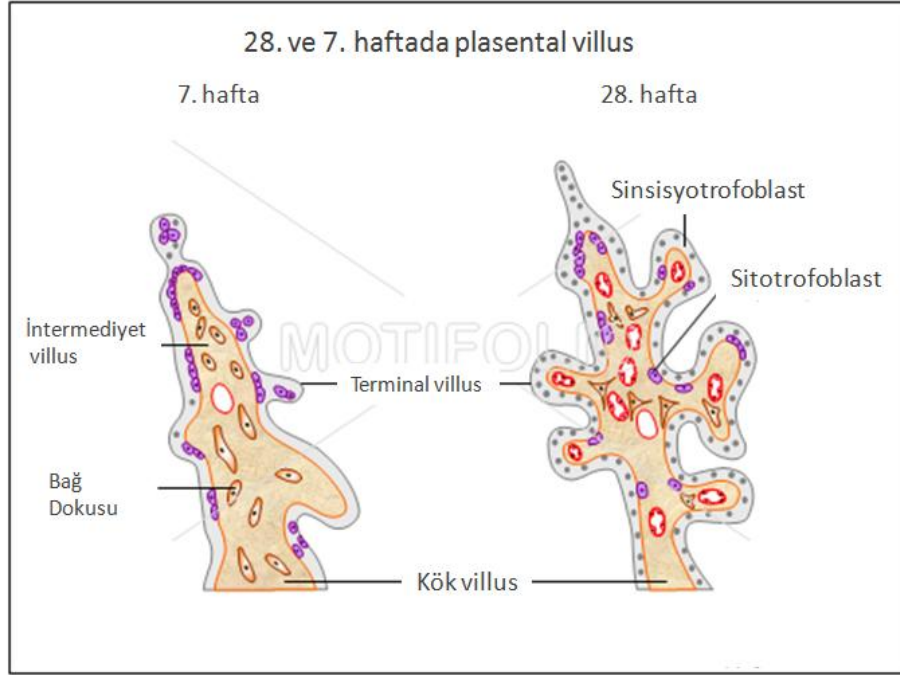 28. ve 7. haftada plasental villus
7. hafta
28. hafta
Sinsisyotrofoblast
Sitotrofoblast
İntermediyet
villus
MOTIFOLI
Terminal villus
Bağ
Dokusu
Kök villus